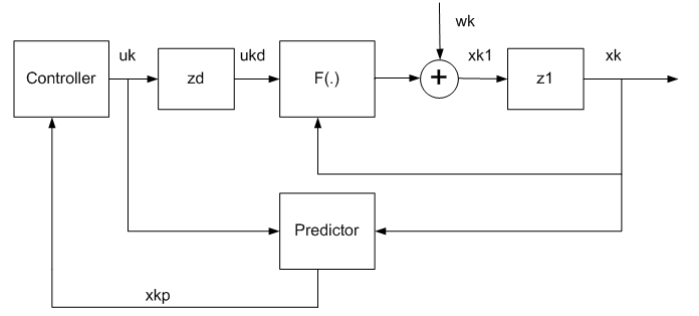 wk
uk
ukd
xk1
xk
Controller
zd
F(.)
+
z1
Predictor
xkp